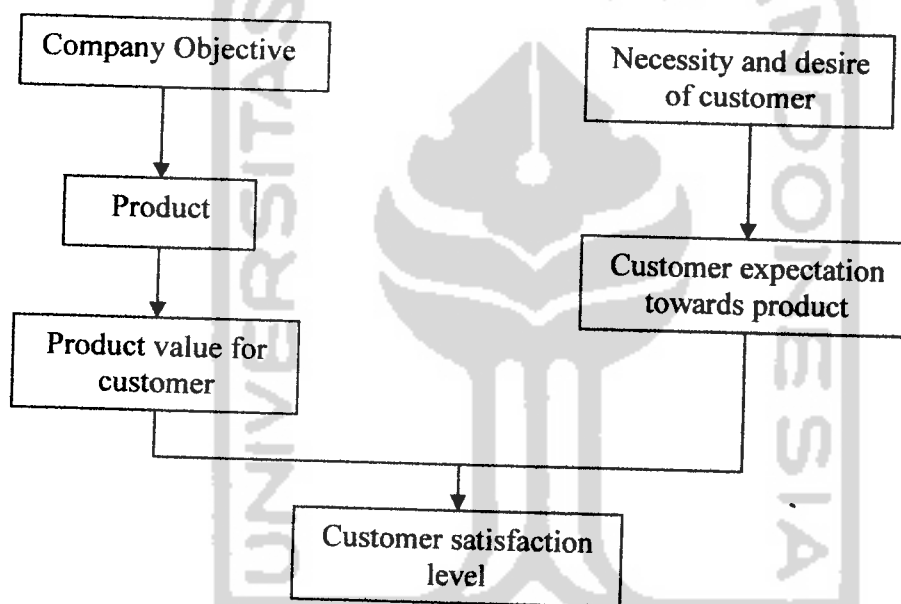 Company Objective
Necessity and desire
of customer
Product
Customer expectation
towards product
Product value for
customer
Customer satisfaction
level
UNIVERSITAS